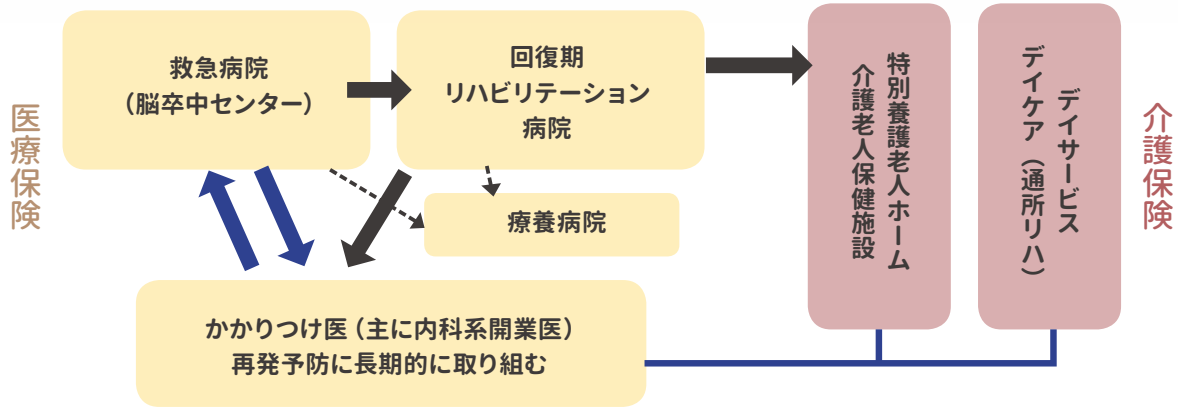 医療保険
救急病院
（脳卒中センター）
回復期
リハビリテーション
病院
療養病院
かかりつけ医（主に内科系開業医）
再発予防に長期的に取り組む
特別養護老人ホーム
介護老人保健施設
デイサービス
デイケア（通所リハ）
介護保険